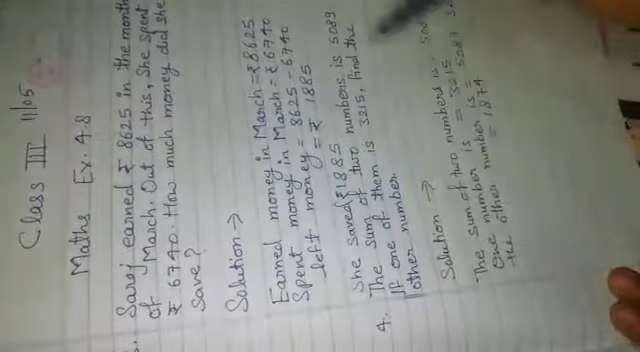 Class III 11/05
Maths Ex. 4.8
3. Saroj earned ₹ 8625 in the month
of March. Out of this, She spent
₹ 6740. How much money did she
Save?
Solution →
Earned money in March = ₹ 8625
Spent money in March = ₹ 6740
left money = 8625 - 6740
= ₹ 1885
She saved ₹1885
4. The sum of two numbers is 5089
If one of them is 3215, find the
other number
Solution →
The sum of two numbers is
One number is = 3215
the other number is = 5089
= 1874